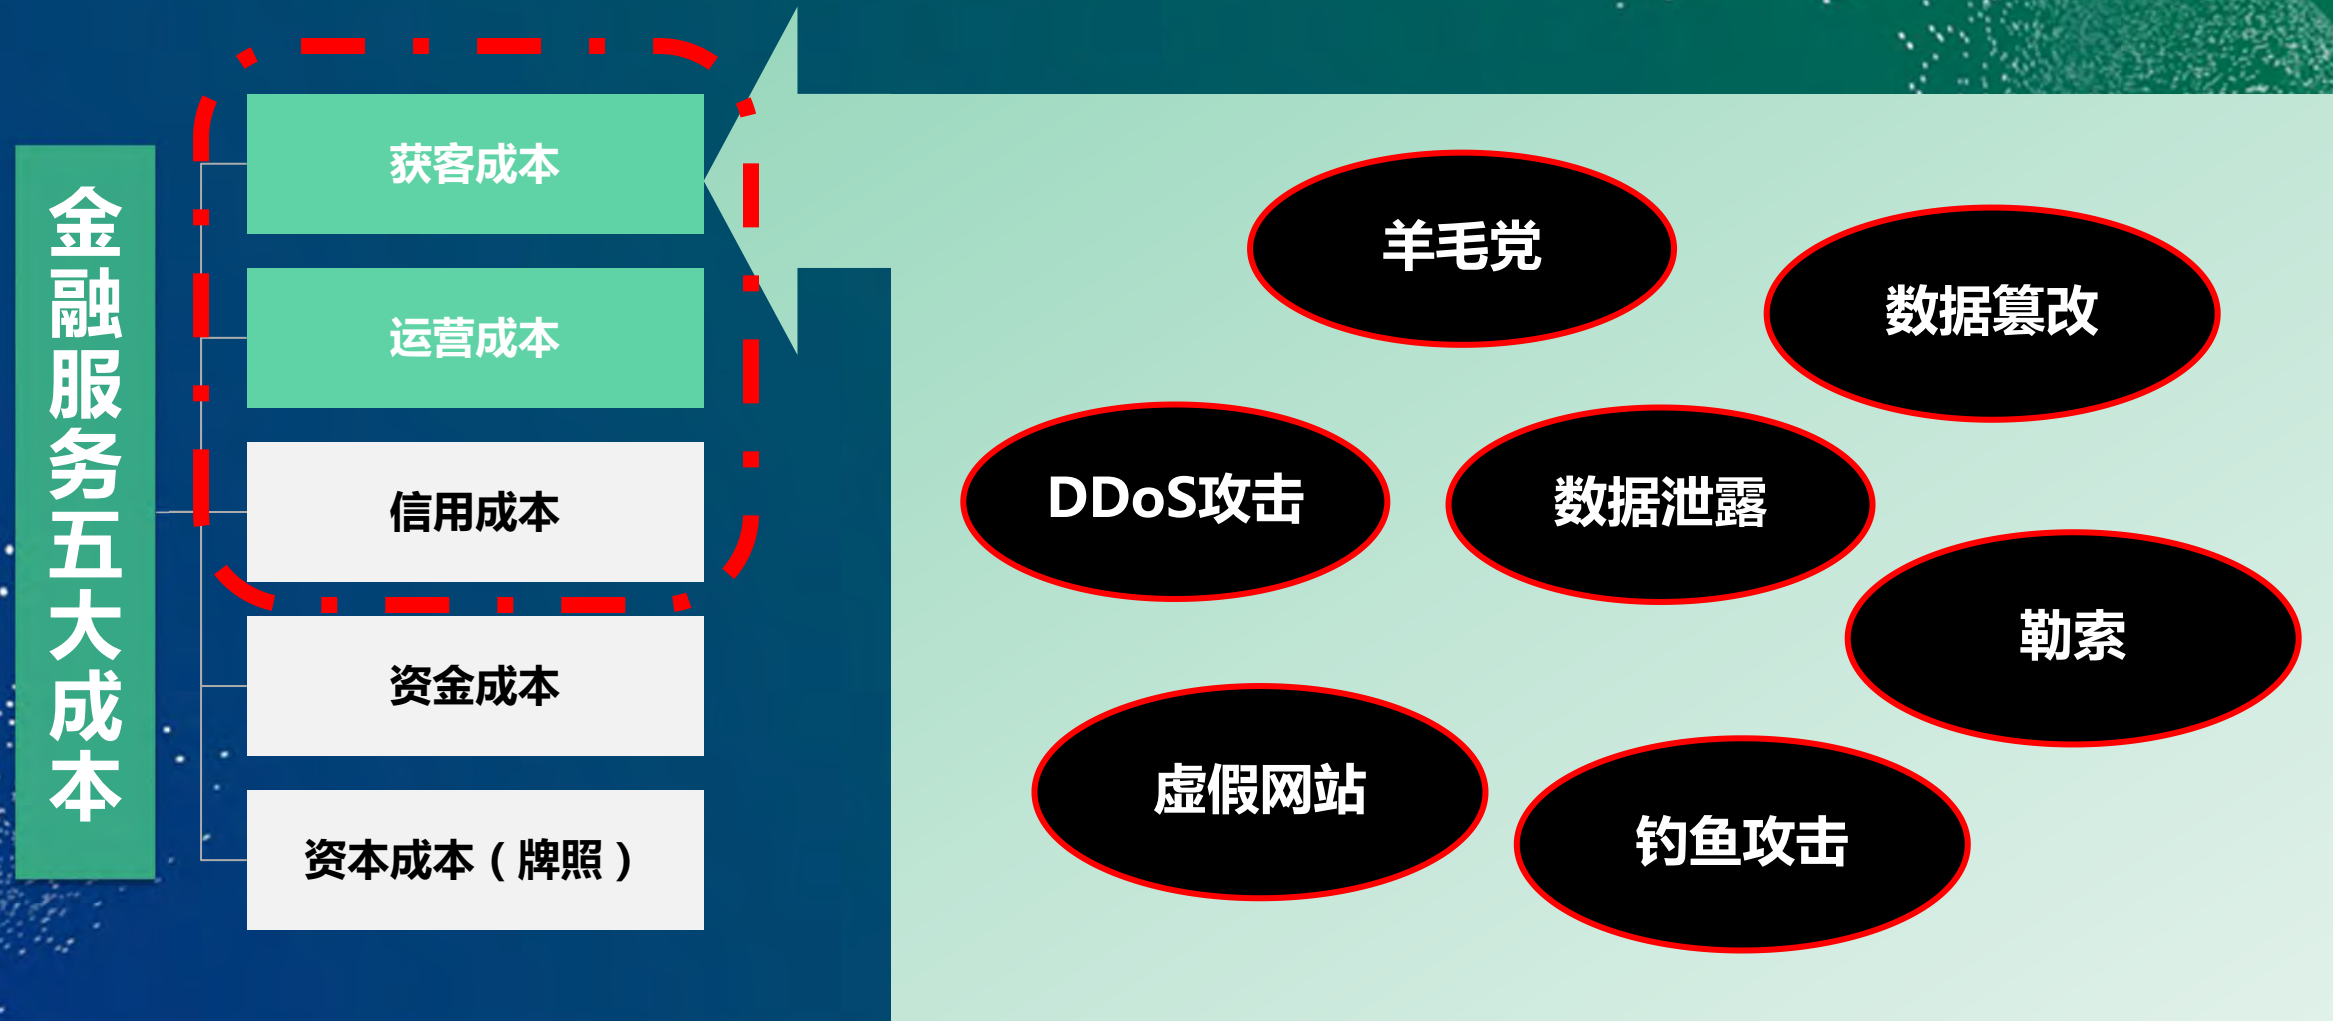 金融服务五大成本
获客成本
运营成本
信用成本
资金成本
资本成本（牌照）
羊毛党
数据篡改
DDoS攻击
数据泄露
勒索
虚假网站
钓鱼攻击